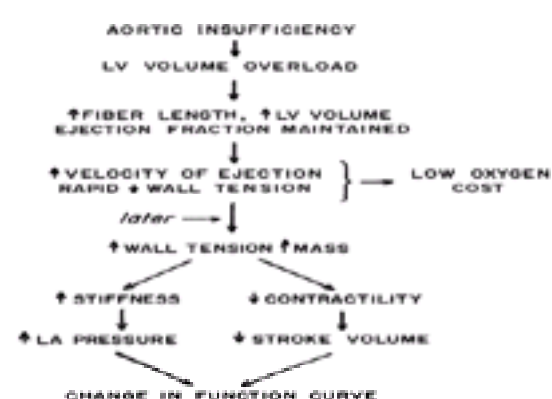 AORTIC INSUFFICIENCY
LV VOLUME OVERLOAD
↑FIBER LENGTH, ↑LV VOLUME
EJECTION FRACTION MAINTAINED
↑VELOCITY OF EJECTION
RAPID ↓ WALL TENSION
LOW OXYGEN
COST
later
↑WALL TENSION ↑MASS
↑ STIFFNESS
↓ CONTRACTILITY
↑ LA PRESSURE
↓ STROKE VOLUME
CHANGE IN FUNCTION CURVE